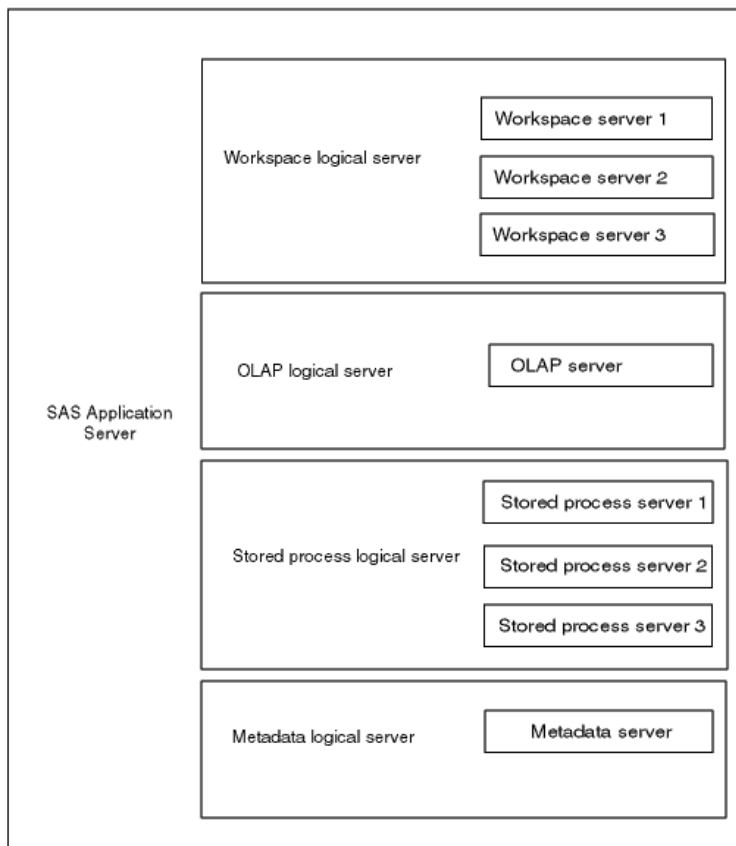 Workspace logical server
Workspace server 1
Workspace server 2
Workspace server 3
OLAP logical server
OLAP server
SAS Application
Server
Stored process logical server
Stored process server 1
Stored process server 2
Stored process server 3
Metadata logical server
Metadata server